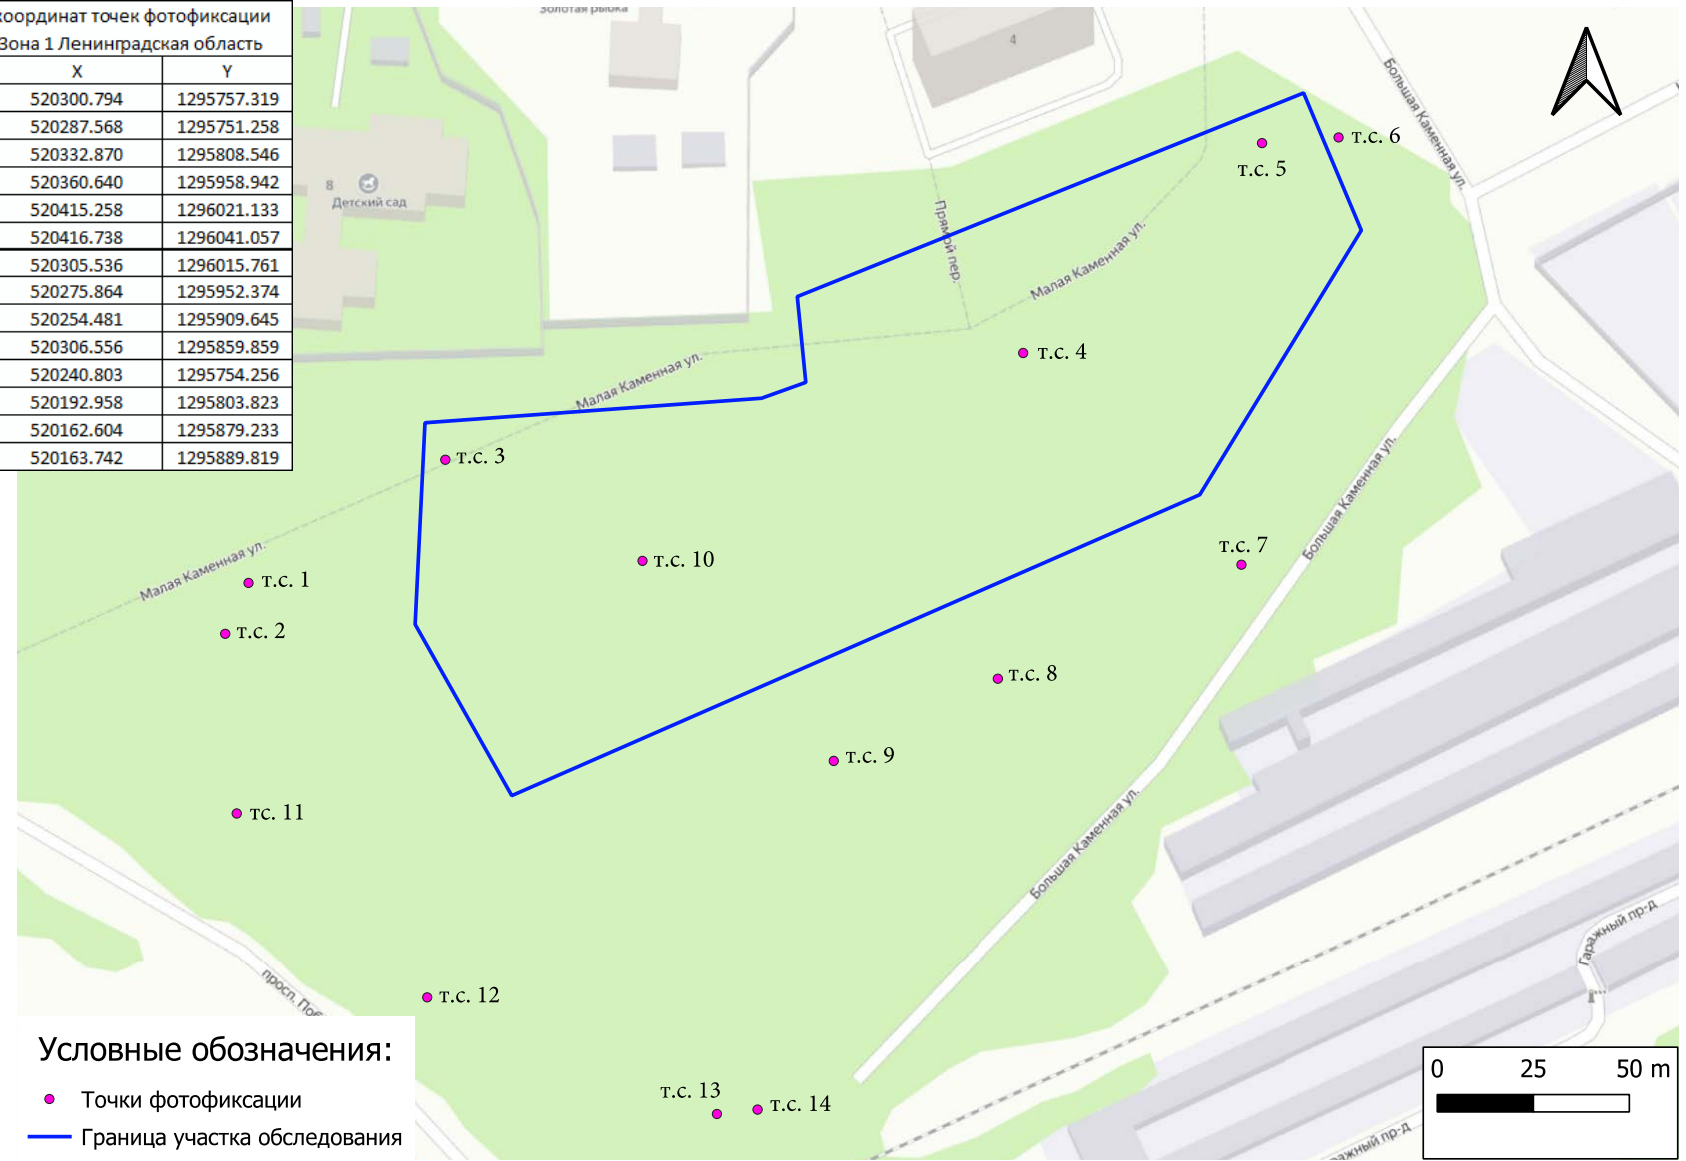 координат точек фотофиксации
Зона 1 Ленинградская область
X Y
520300.794 1295757.319
520287.568 1295751.258
520332.870 1295808.546
520360.640 1295958.942
520415.258 1296021.133
520416.738 1296041.057
520305.536 1296015.761
520275.864 1295952.374
520254.481 1295909.645
520306.556 1295859.859
520240.803 1295754.256
520192.958 1295803.823
520162.604 1295879.233
520163.742 1295889.819
Золотая рыбка
4
8
Детский сад
Большая Каменная ул.
т.с. 6
т.с. 5
Прямой пер.
Малая Каменная ул.
т.с. 4
Малая Каменная ул.
т.с. 3
Большая Каменная ул.
т.с. 7
т.с. 10
Малая Каменная ул.
т.с. 1
т.с. 2
т.с. 8
т.с. 9
тс. 11
Большая Каменная ул.
Гаражный пр-д
просп. Поб
т.с. 12
т.с. 13
т.с. 14
ражный пр-д
Условные обозначения:
Точки фотофиксации
Граница участка обследования
0 25 50 m